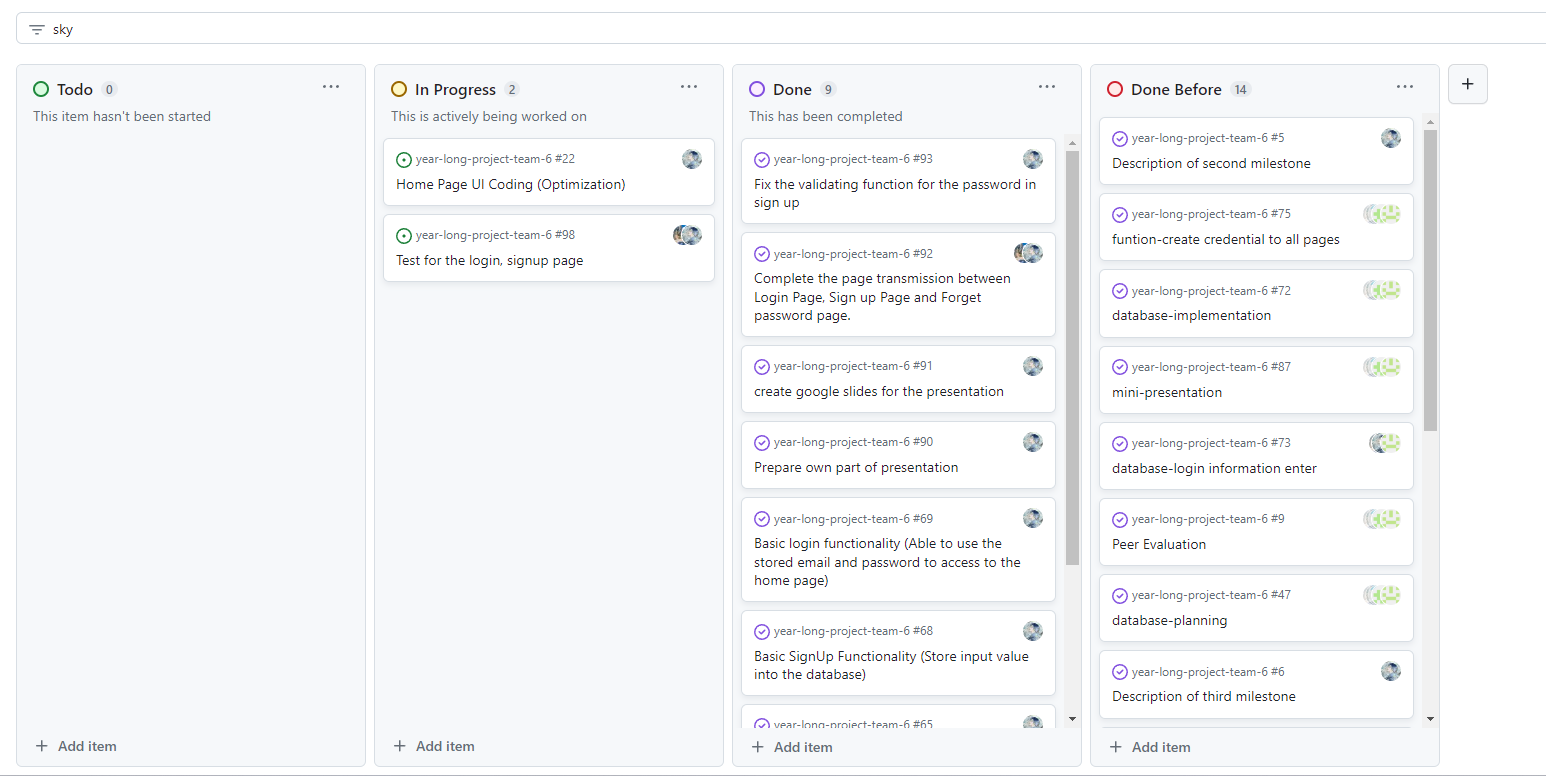 sky
Todo 0
This item hasn't been started
Add item
In Progress 2
This is actively being worked on
year-long-project-team-6 #22
Home Page UI Coding (Optimization)
year-long-project-team-6 #98
Test for the login, signup page
Add item
Done 9
This has been completed
year-long-project-team-6 #93
Fix the validating function for the password in
sign up
year-long-project-team-6 #92
Complete the page transmission between
Login Page, Sign up Page and Forget
password page.
year-long-project-team-6 #91
create google slides for the presentation
year-long-project-team-6 #90
Prepare own part of presentation
year-long-project-team-6 #69
Basic login functionality (Able to use the
stored email and password to access to the
home page)
year-long-project-team-6 #68
Basic SignUp Functionality (Store input value
into the database)
year-long-project-team-6 #65
Add item
Done Before 14
year-long-project-team-6 #5
Description of second milestone
year-long-project-team-6 #75
funtion-create credential to all pages
year-long-project-team-6 #72
database-implementation
year-long-project-team-6 #87
mini-presentation
year-long-project-team-6 #73
database-login information enter
year-long-project-team-6 #9
Peer Evaluation
year-long-project-team-6 #47
database-planning
year-long-project-team-6 #6
Description of third milestone
Add item